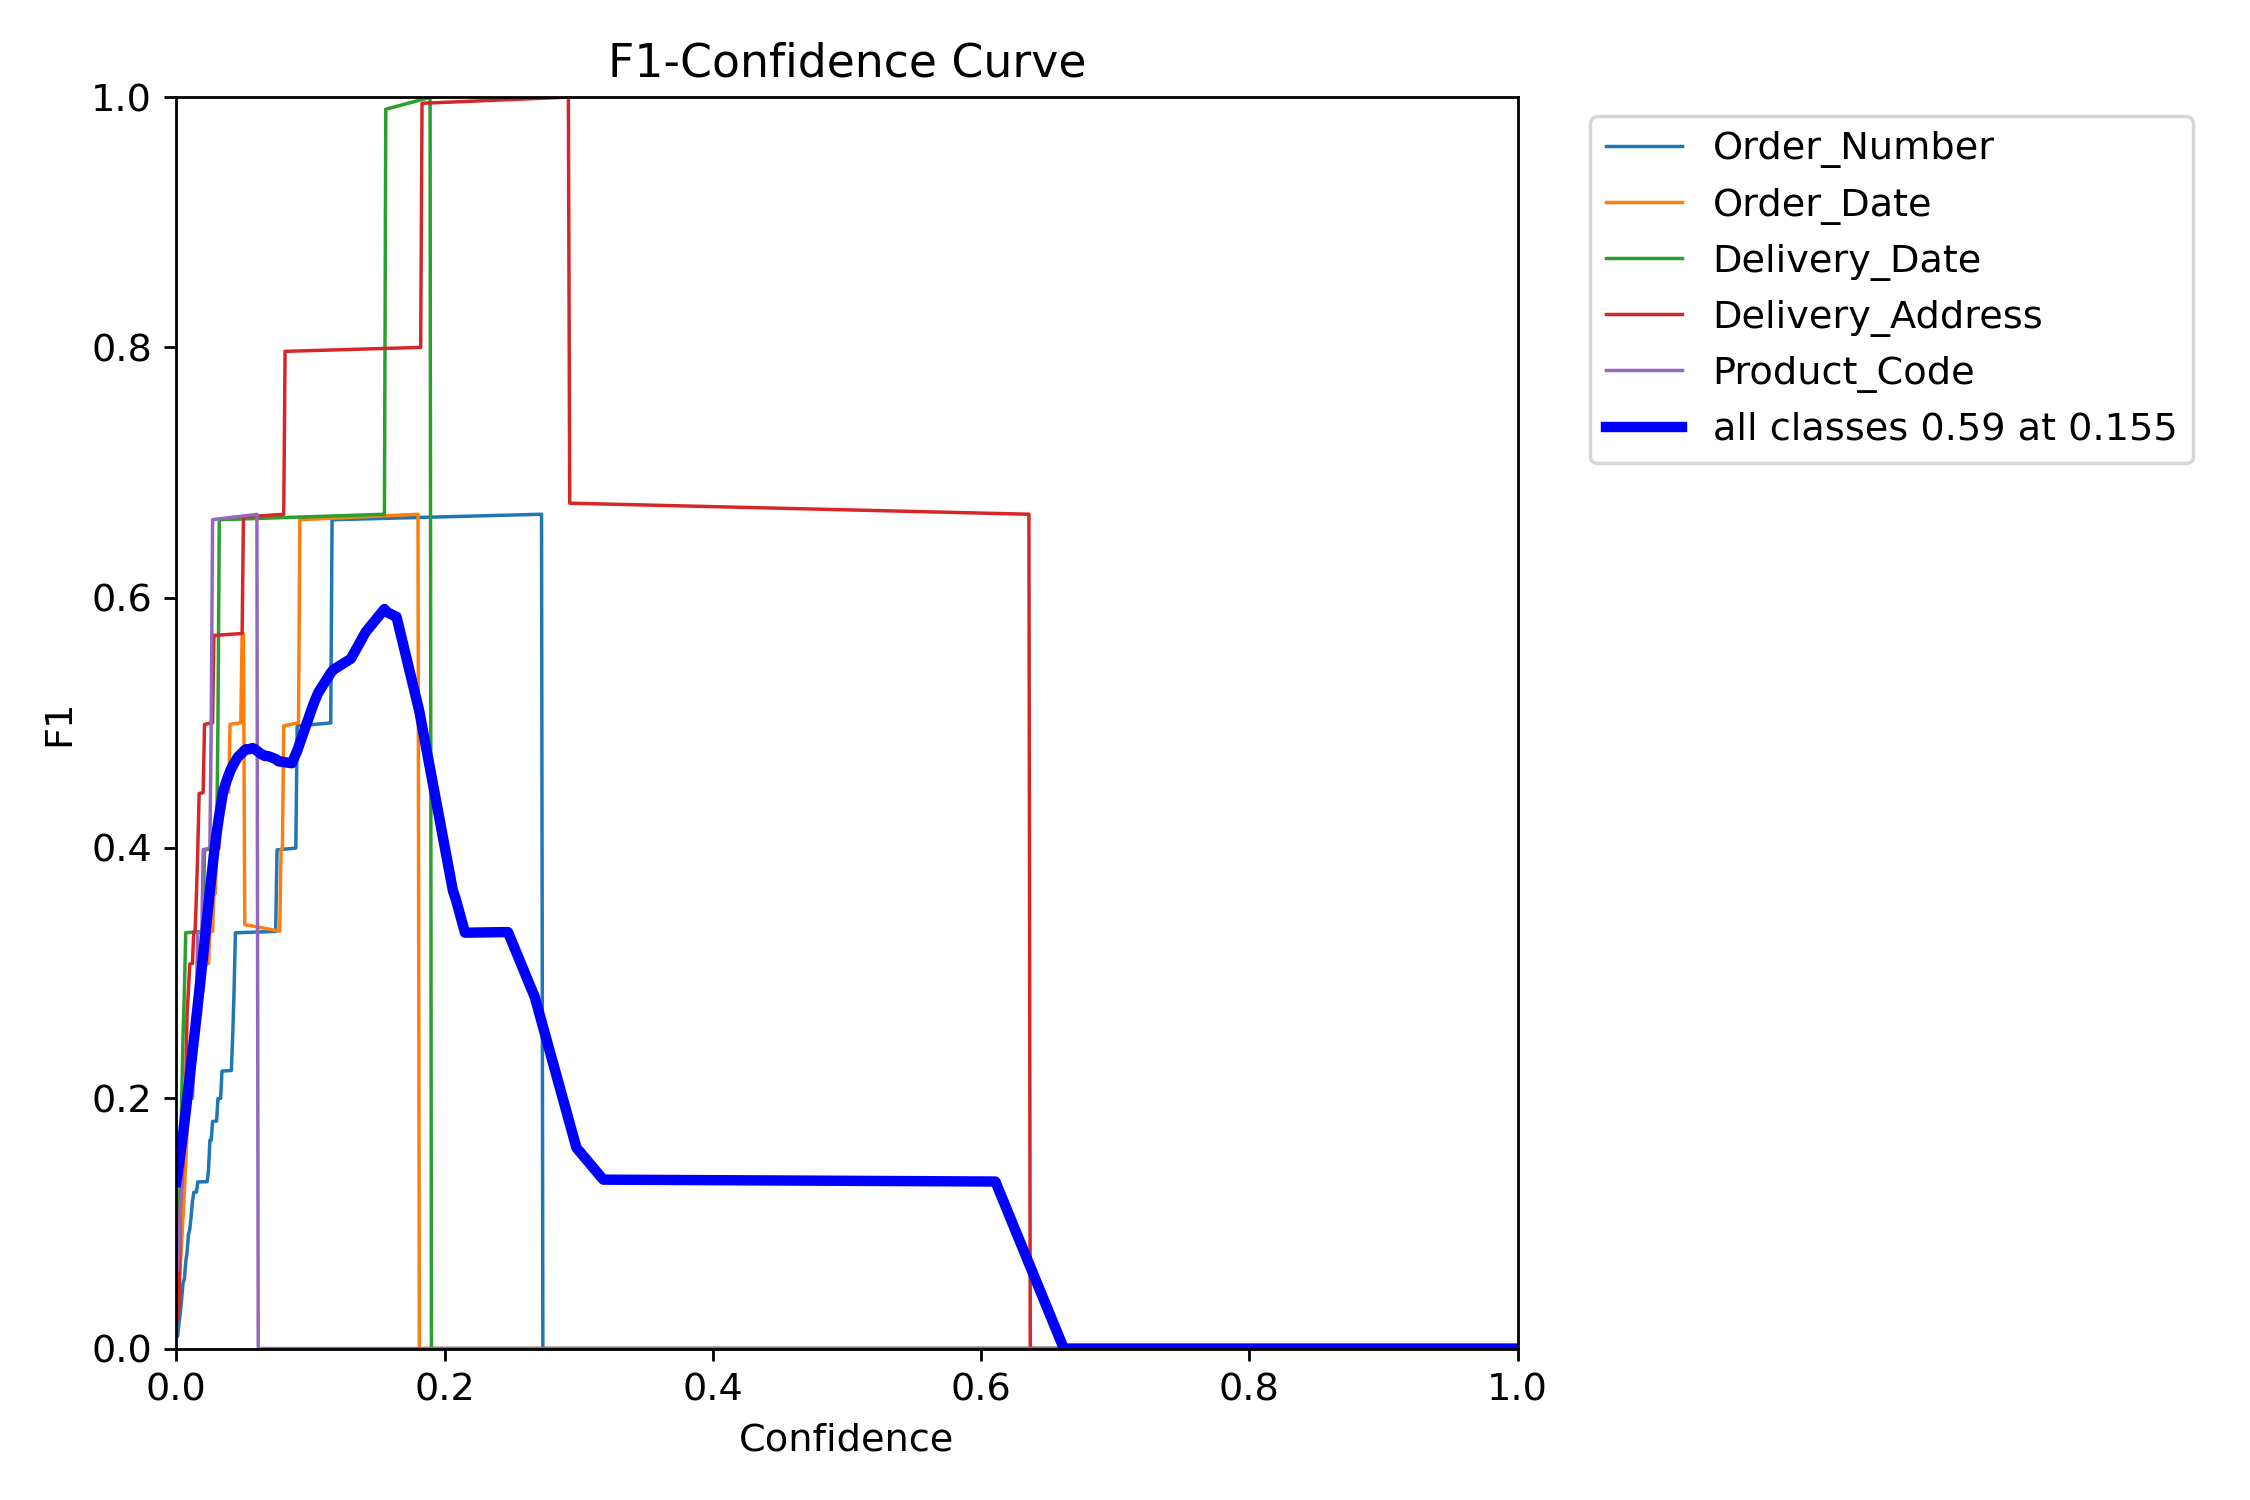 F1-Confidence Curve
1.0
0.8
0.6
0.4
0.2
0.0
F1
0.0 0.2 0.4 0.6 0.8 1.0
Confidence
Order_Number
Order_Date
Delivery_Date
Delivery_Address
Product_Code
all classes 0.59 at 0.155